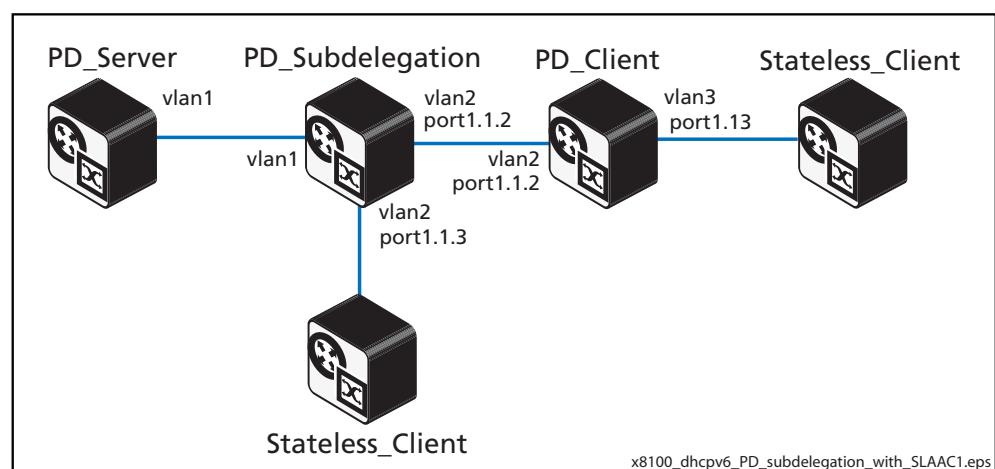 PD_Server
PD_Subdelegation
PD_Client
Stateless_Client
vlan1
vlan1
vlan2
port1.1.2
vlan2
port1.1.2
vlan3
port1.13
vlan2
port1.1.3
Stateless_Client
x8100_dhcpv6_PD_subdelegation_with_SLAAC1.eps